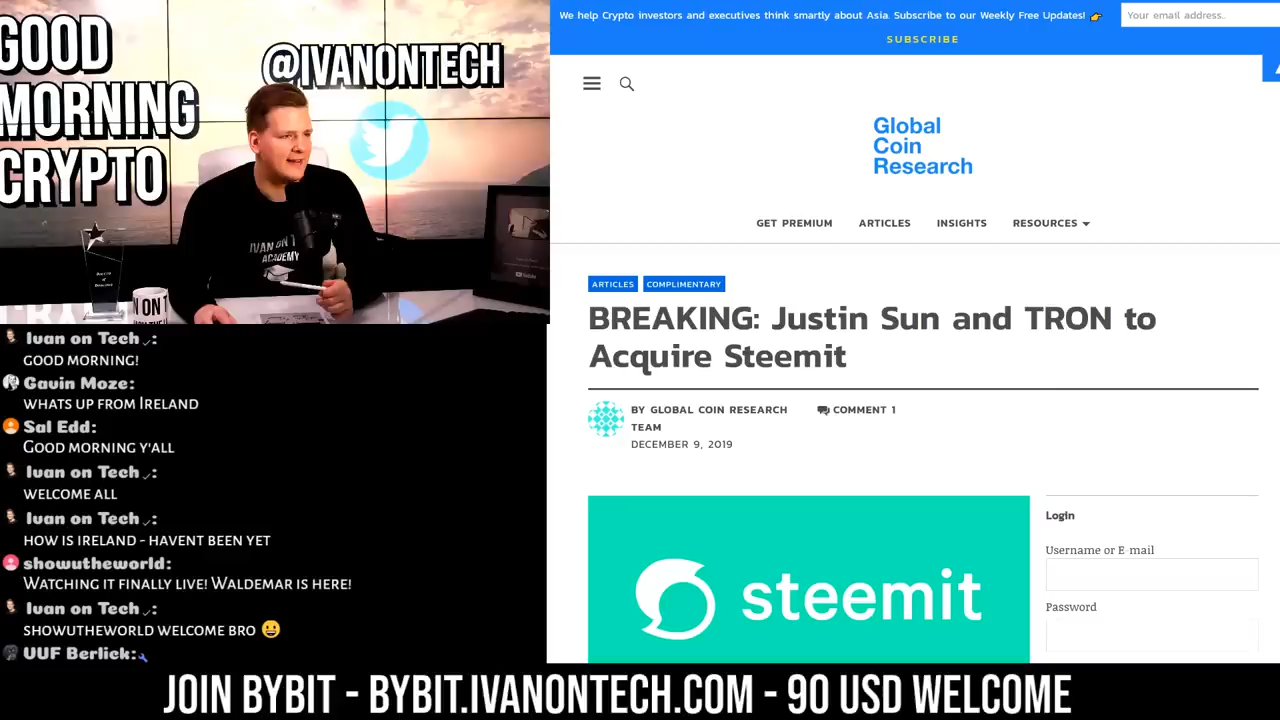 GOOD
MORNING
CRYPTO
@IVANONTECH
IVAN ON T
ACADEMY
N ON T
Ivan on Tech:
GOOD MORNING!
Gavin Moze:
WHATS UP FROM IRELAND
Sal Edd:
GOOD MORNING Y'ALL
Ivan on Tech:
WELCOME ALL
Ivan on Tech:
HOW IS IRELAND - HAVENT BEEN YET
showutheworld:
WATCHING IT FINALLY LIVE! WALDEMAR IS HERE!
Ivan on Tech:
SHOWUTHEWORLD WELCOME BRO 😀
UUF Berlick:
We help Crypto investors and executives think smartly about Asia. Subscribe to our Weekly Free Updates! 👉
Your email address..
SUBSCRIBE
Global
Coin
Research
GET PREMIUM ARTICLES INSIGHTS RESOURCES
ARTICLES COMPLIMENTARY
BREAKING: Justin Sun and TRON to
Acquire Steemit
BY GLOBAL COIN RESEARCH
TEAM
COMMENT 1
DECEMBER 9, 2019
steemit
Login
Username or E-mail
Password
JOIN BYBIT - BYBIT.IVANONTECH.COM - 90 USD WELCOME